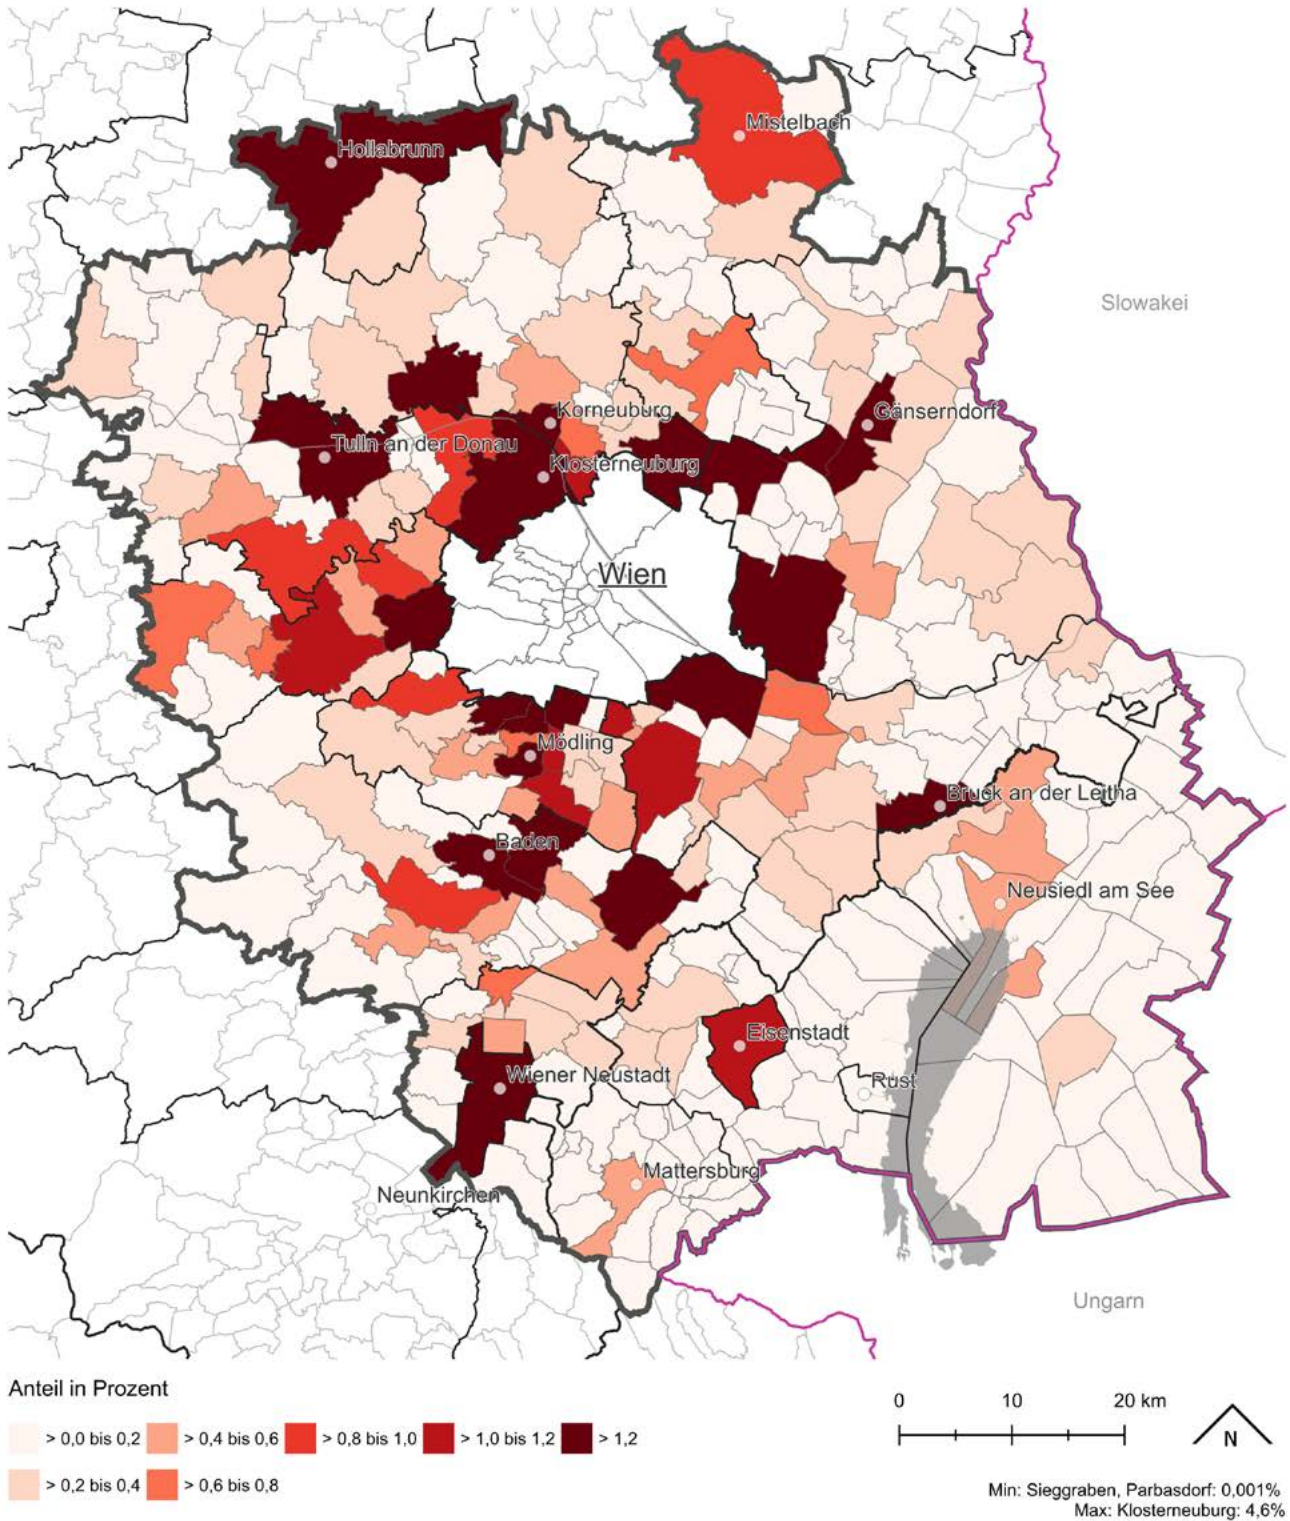 Mistelbach
Hollabrunn
Slowakei
Korneuburg
Gänserndorf
Tulln an der Donau
Klosterneuburg
Wien
Mödling
Bruck an der Leitha
Baden
Neusiedl am See
Eisenstadt
Wiener Neustadt
Rust
Mattersburg
Neunkirchen
Ungarn
Anteil in Prozent
0 10 20 km
> 0,0 bis 0,2 > 0,4 bis 0,6 > 0,8 bis 1,0 > 1,0 bis 1,2 > 1,2
N
> 0,2 bis 0,4 > 0,6 bis 0,8
Min: Sieggraben, Parbasdorf: 0,001%
Max: Klosterneuburg: 4,6%